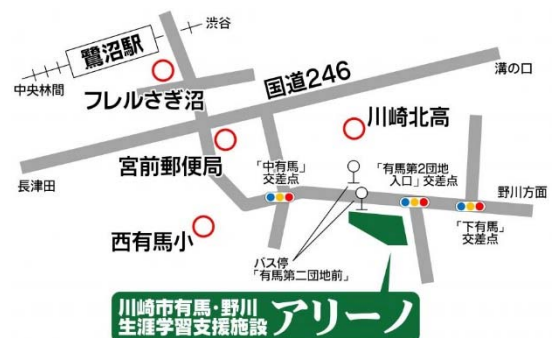 渋谷
鷺沼駅
中央林間
フレルさぎ沼
国道246
溝の口
川崎北高
宮前郵便局
長津田
「中有馬」
交差点
「有馬第2団地
入口」交差点
野川方面
西有馬小
バス停
「有馬第二団地前」
「下有馬」
交差点
川崎市有馬・野川
生涯学習支援施設
アリーノ